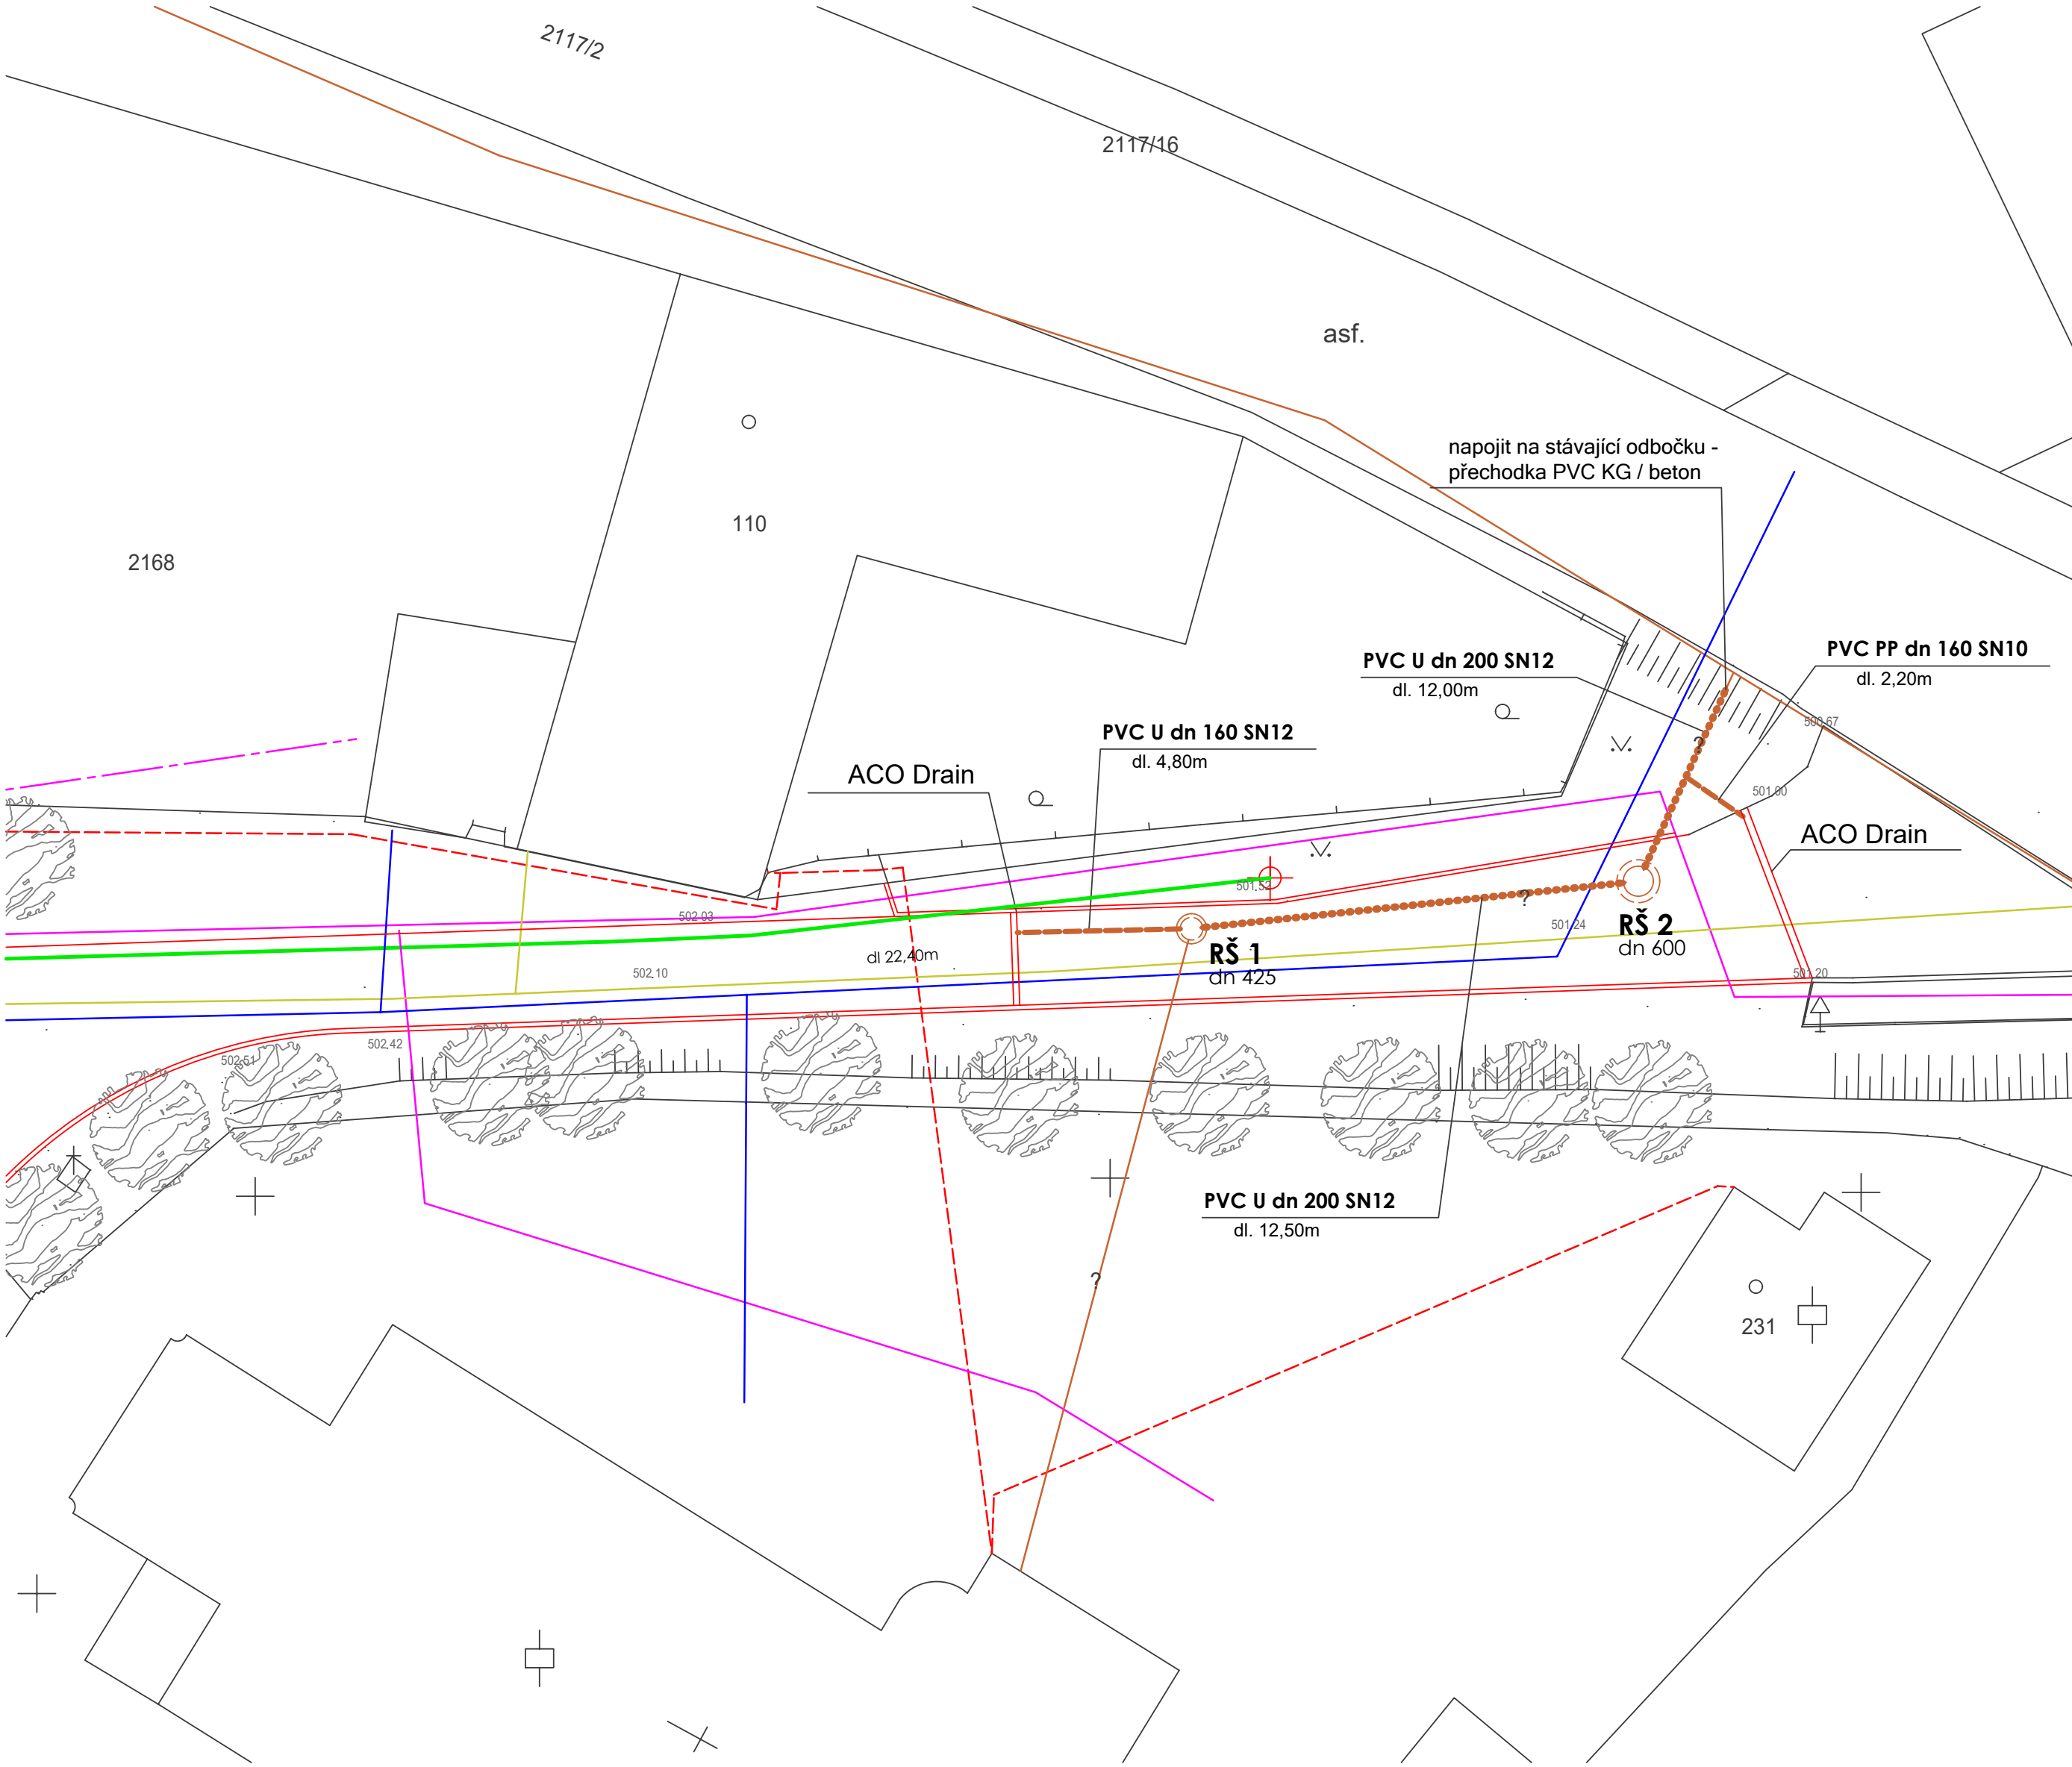 2117/2
2117/16
asf.
napojit na stávající odbočku -
přechodka PVC KG / beton
110
2168
PVC U dn 200 SN12
dl. 12,00m
PVC PP dn 160 SN10
dl. 2,20m
500.67
?
PVC U dn 160 SN12
dl. 4,80m
ACO Drain
501.00
ACO Drain
501.52
502.03
?
501.24
RŠ 2
dn 600
dl 22,40m
RŠ 1
dn 425
502.10
501.20
502.42
502.51
PVC U dn 200 SN12
dl. 12,50m
?
231